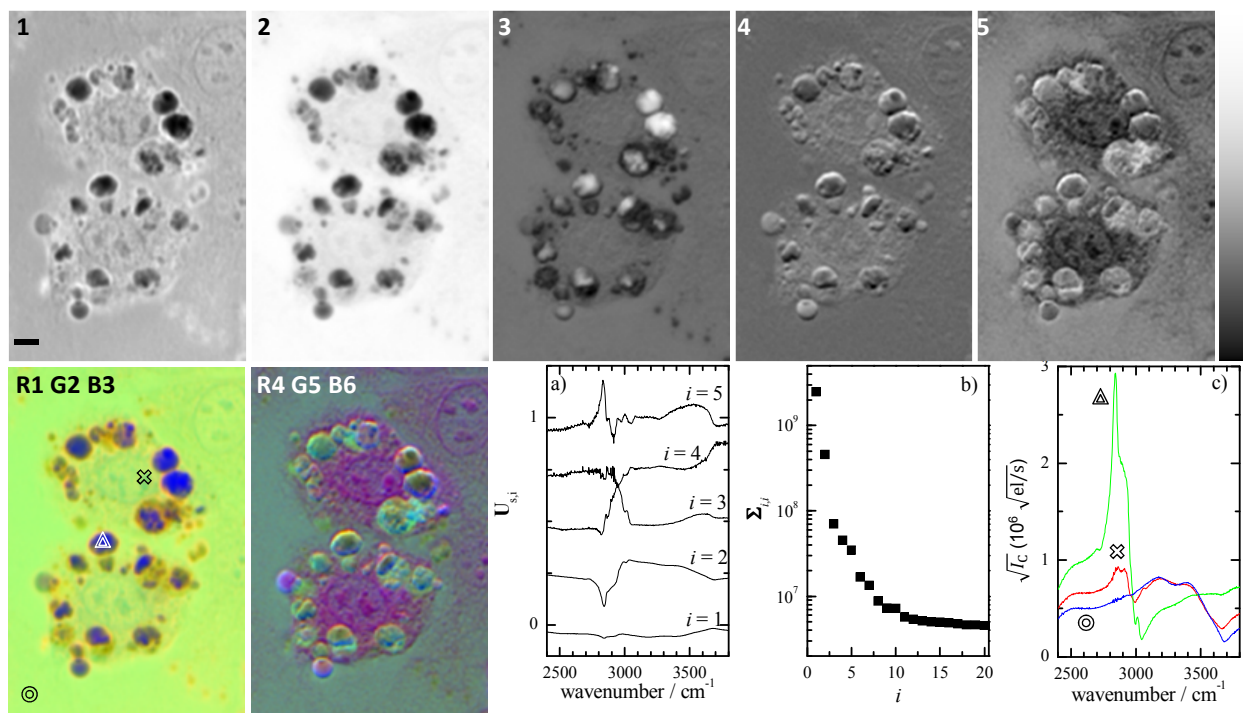 1
2
3
4
5
R1 G2 B3
R4 G5 B6
a)
i = 5
i = 4
i = 3
i = 2
i = 1
1
0
U_s,i
2400 3000 3500
wavenumber / cm⁻¹
b)
10⁹
10⁸
10⁷
Σ_i,i
0 5 10 15 20
i
c)
3
2
1
0
√I_C (10⁶ √el/s)
2400 3000 3500
wavenumber / cm⁻¹